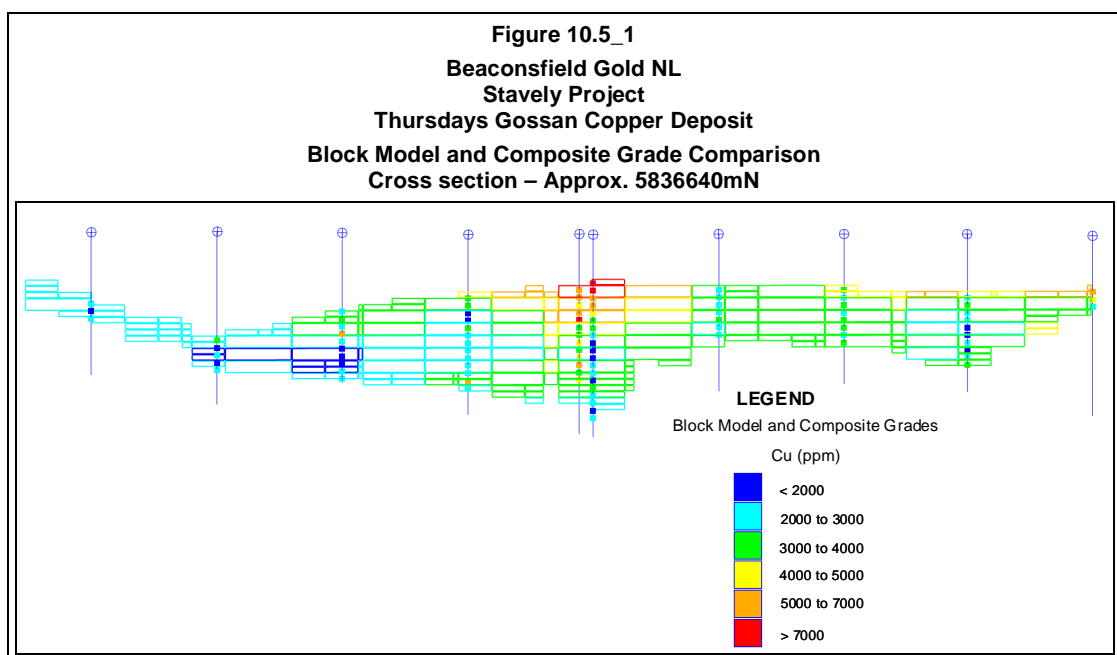 Figure 10.5_1
Beaconsfield Gold NL
Stavely Project
Thursdays Gossan Copper Deposit
Block Model and Composite Grade Comparison
Cross section – Approx. 5836640mN
LEGEND
Block Model and Composite Grades
Cu (ppm)
< 2000
2000 to 3000
3000 to 4000
4000 to 5000
5000 to 7000
> 7000